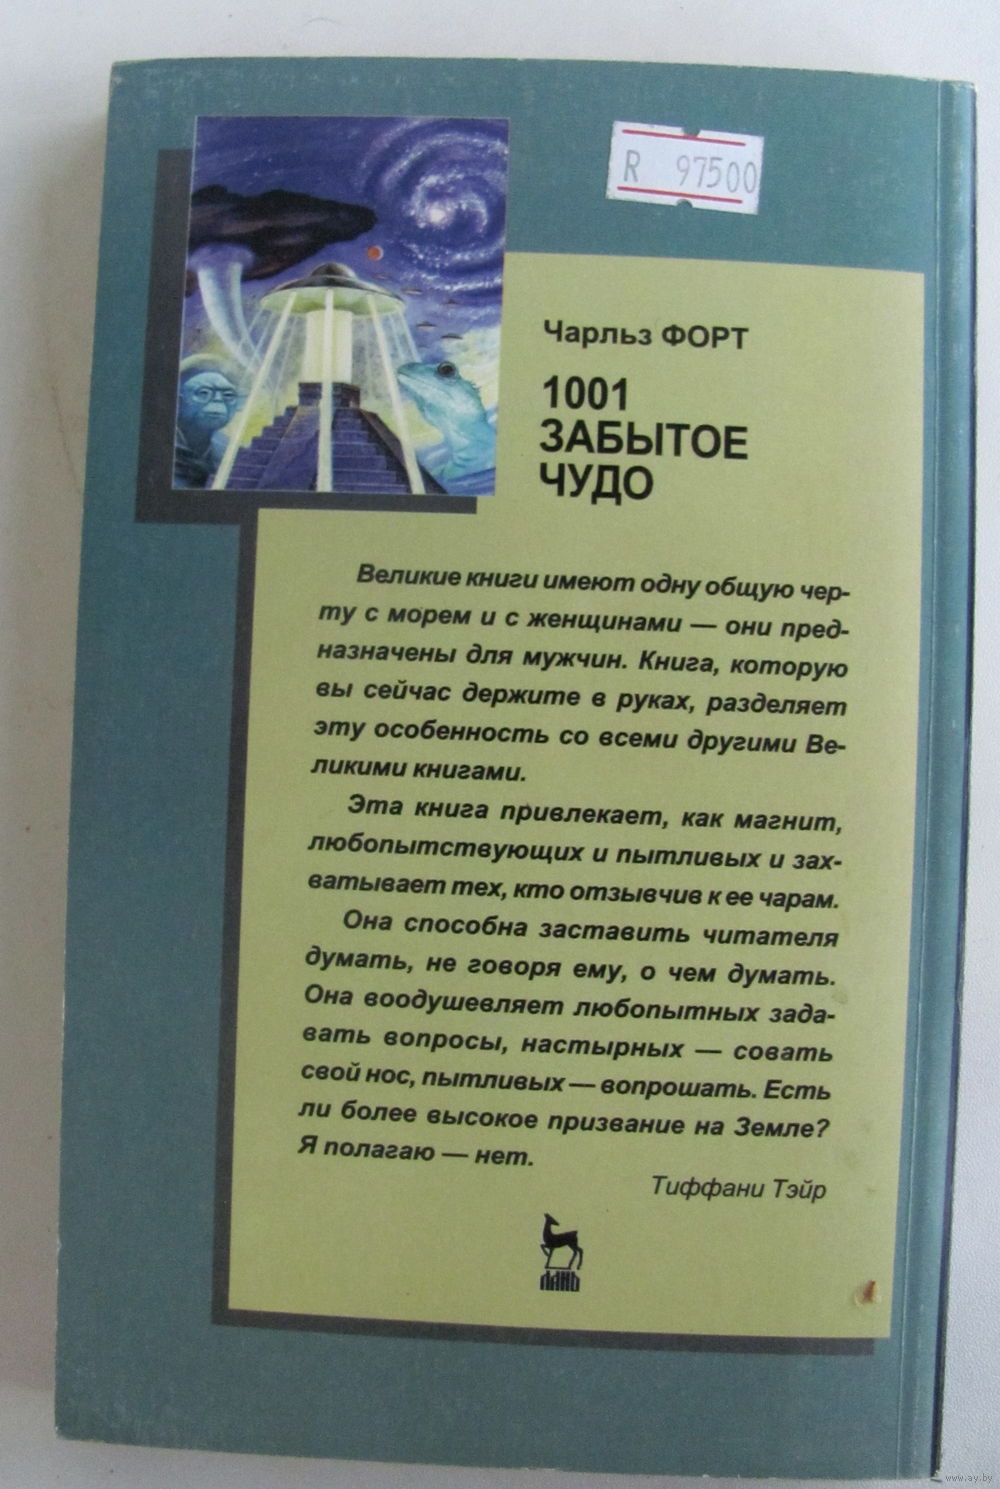 R 97500
Чарльз ФОРТ
1001
ЗАБЫТОЕ
ЧУДО
Великие книги имеют одну общую чер-
ту с морем и с женщинами — они пред-
назначены для мужчин. Книга, которую
вы сейчас держите в руках, разделяет
эту особенность со всеми другими Ве-
ликими книгами.
Эта книга привлекает, как магнит,
любопытствующих и пытливых и зах-
ватывает тех, кто отзывчив к ее чарам.
Она способна заставить читателя
думать, не говоря ему, о чем думать.
Она воодушевляет любопытных зада-
вать вопросы, настырных — совать
свой нос, пытливых — вопрошать. Есть
ли более высокое призвание на Земле?
Я полагаю — нет.
Тиффани Тэйр
ЛАНЬ
www.ay.by